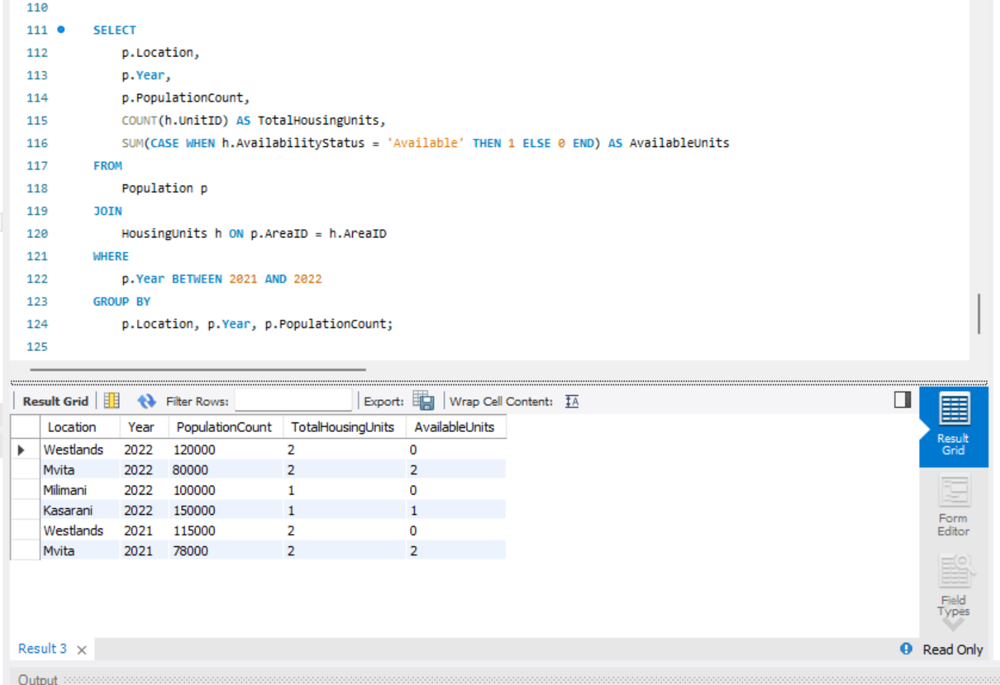 110
111 SELECT
112 p.Location,
113 p.Year,
114 p.PopulationCount,
115 COUNT(h.UnitID) AS TotalHousingUnits,
116 SUM(CASE WHEN h.AvailabilityStatus = 'Available' THEN 1 ELSE 0 END) AS AvailableUnits
117 FROM
118 Population p
119 JOIN
120 HousingUnits h ON p.AreaID = h.AreaID
121 WHERE
122 p.Year BETWEEN 2021 AND 2022
123 GROUP BY
124 p.Location, p.Year, p.PopulationCount;
125
Result Grid Filter Rows: Export: Wrap Cell Content:
Location Year PopulationCount TotalHousingUnits AvailableUnits
Westlands 2022 120000 2 0
Mvita 2022 80000 2 2
Milimani 2022 100000 1 0
Kasarani 2022 150000 1 1
Westlands 2021 115000 2 0
Mvita 2021 78000 2 2
Result
Grid
Form
Editor
Field
Types
Result 3
Read Only
Output